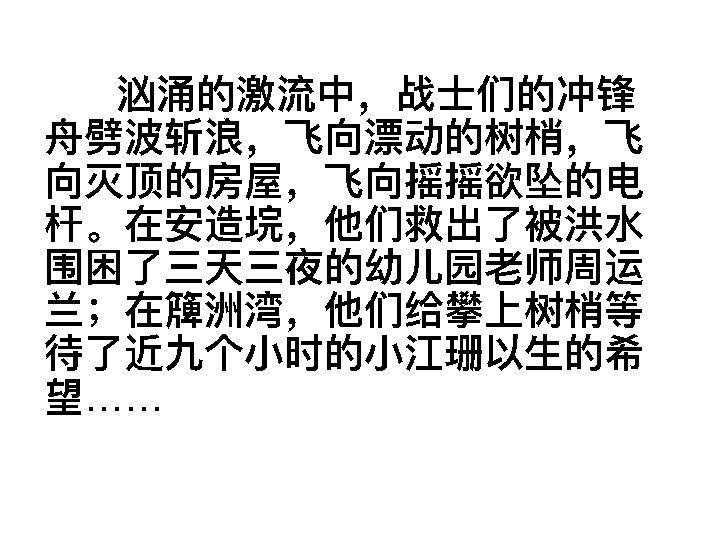 汹涌的激流中，战士们的冲锋
舟劈波斩浪，飞向漂动的树梢，飞
向灭顶的房屋，飞向摇摇欲坠的电
杆。在安造垸，他们救出了被洪水
围困了三天三夜的幼儿园老师周运
兰；在簰洲湾，他们给攀上树梢等
待了近九个小时的小江珊以生的希
望……